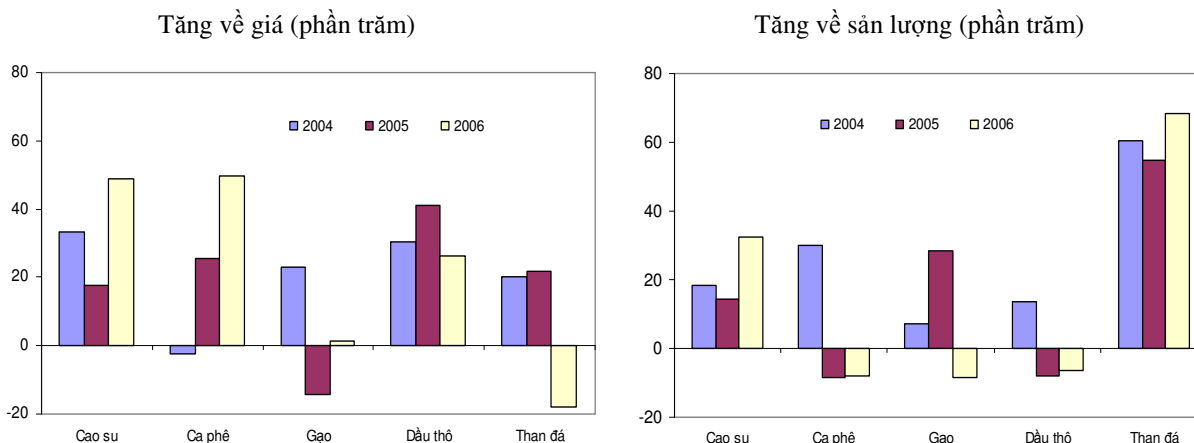 Tăng về giá (phần trăm)
80
60
40
20
0
-20
2004 2005 2006
Cao su Ca phê Gạo Dầu thô Than đá
Tăng về sản lượng (phần trăm)
80
60
40
20
0
-20
2004 2005 2006
Cao su Ca phê Gạo Dầu thô Than đá